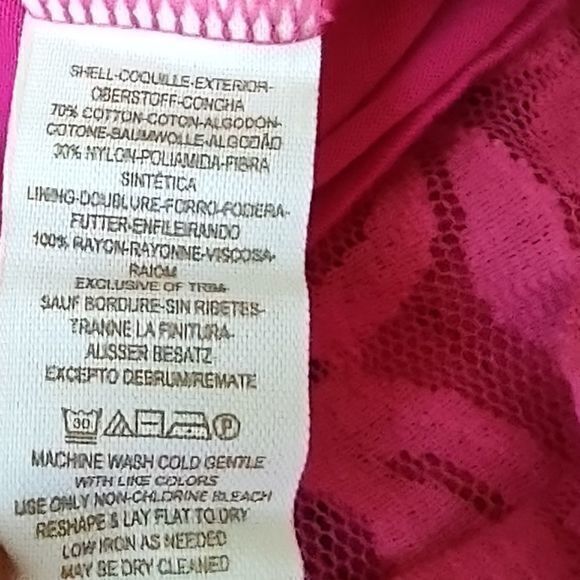 SHELL-COQUILLE-EXTERIOR-
OBERSTOFF-CONCHA
70% COTTON-COTON-ALGODON-
COTONE-BAUMWOLLE-ALGODÃO
30% NYLON-POLIAMIDA-FIBRA
SINTÉTICA
LINING-DOUBLURE-FORRO-FODERA-
FUTTER-ENFILEIRANDO
100% RAYON-RAYONNE-VISCOSA-
RAIOM
EXCLUSIVE OF TRIM-
SAUF BORDURE-SIN RIBETES-
TRANNE LA FINITURA-
AUSSER BESATZ
EXCEPTO DEBRUM/REMATE
30 P
MACHINE WASH COLD GENTLE
WITH LIKE COLORS
USE ONLY NON-CHLORINE BLEACH
RESHAPE & LAY FLAT TO DRY
LOW IRON AS NEEDED
MAY BE DRY CLEANED